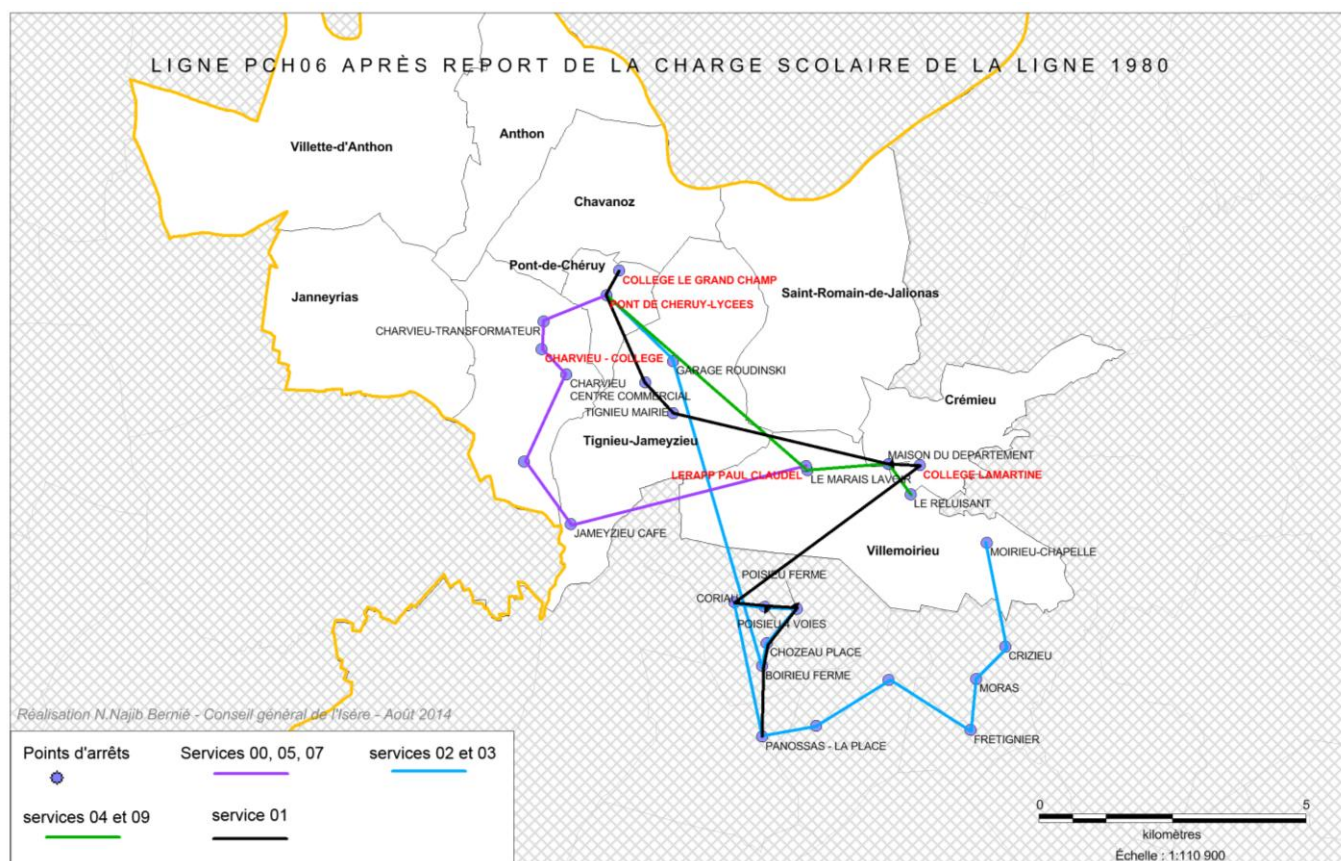 LIGNE PCH06 APRÈS REPORT DE LA CHARGE SCOLAIRE DE LA LIGNE 1980
Anthon
Villette-d'Anthon
Chavanoz
Pont-de-Chéruy
COLLEGE LE GRAND CHAMP
Janneyrias
Saint-Romain-de-Jalionas
PONT DE CHERUY-LYCEES
CHARVIEU-TRANSFORMATEUR
CHARVIEU - COLLEGE
GARAGE ROUDINSKI
CHARVIEU
CENTRE COMMERCIAL
Crémieu
TIGNIEU MAIRIE
Tignieu-Jameyzieu
MAISON DU DEPARTEMENT
LERAPP PAUL CLAUDEL
LE MARAIS LAVOIR
COLLEGE LAMARTINE
LE RELUISANT
JAMEYZIEU CAFE
Villemoirieu
MOIRIEU-CHAPELLE
POISIEU FERME
CORIAU
POISIEU 4 VOIES
CHOZEAU PLACE
CRIZIEU
BOIRIEU FERME
MORAS
Réalisation N.Najib Bernié - Conseil général de l'Isère - Août 2014
PANOSSAS - LA PLACE
FRETIGNIER
Points d'arrêts
Services 00, 05, 07
services 02 et 03
services 04 et 09
service 01
0 5
kilomètres
Échelle : 1:110 900